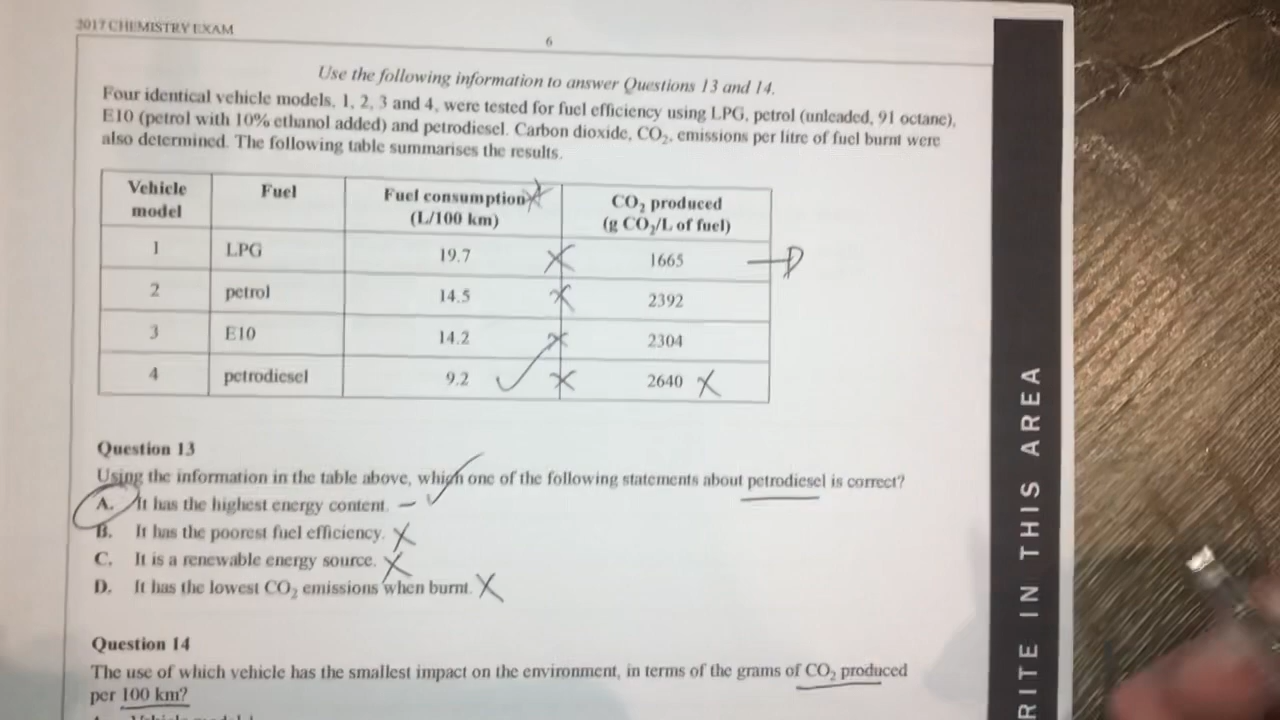 2017 CHEMISTRY EXAM
6
Use the following information to answer Questions 13 and 14.
Four identical vehicle models, 1, 2, 3 and 4, were tested for fuel efficiency using LPG, petrol (unleaded, 91 octane),
E10 (petrol with 10% ethanol added) and petrodiesel. Carbon dioxide, CO₂, emissions per litre of fuel burnt were
also determined. The following table summarises the results.
Vehicle model Fuel Fuel consumption (L/100 km) CO₂ produced (g CO₂/L of fuel)
1 LPG 19.7 1665
2 petrol 14.5 2392
3 E10 14.2 2304
4 petrodiesel 9.2 2640
Question 13
Using the information in the table above, which one of the following statements about petrodiesel is correct?
A. It has the highest energy content.
B. It has the poorest fuel efficiency.
C. It is a renewable energy source.
D. It has the lowest CO₂ emissions when burnt.
Question 14
The use of which vehicle has the smallest impact on the environment, in terms of the grams of CO₂ produced
per 100 km?
RITE IN THIS AREA